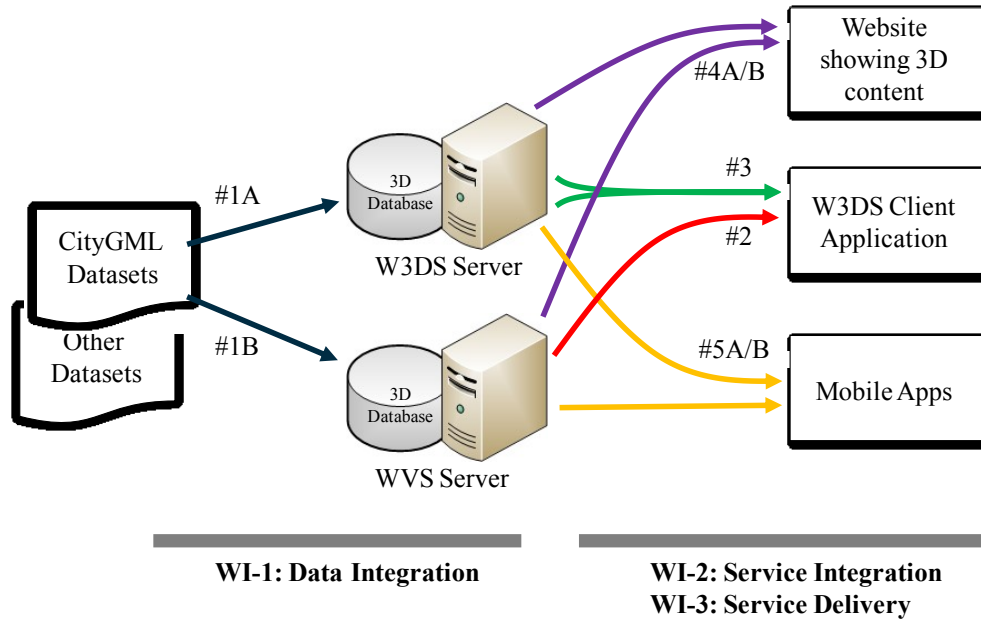 Website
showing 3D
content
#4A/B
#3
#1A
3D
Database
W3DS Client
Application
CityGML
Datasets
#2
W3DS Server
Other
Datasets
#1B
#5A/B
3D
Database
Mobile Apps
WVS Server
WI-1: Data Integration
WI-2: Service Integration
WI-3: Service Delivery